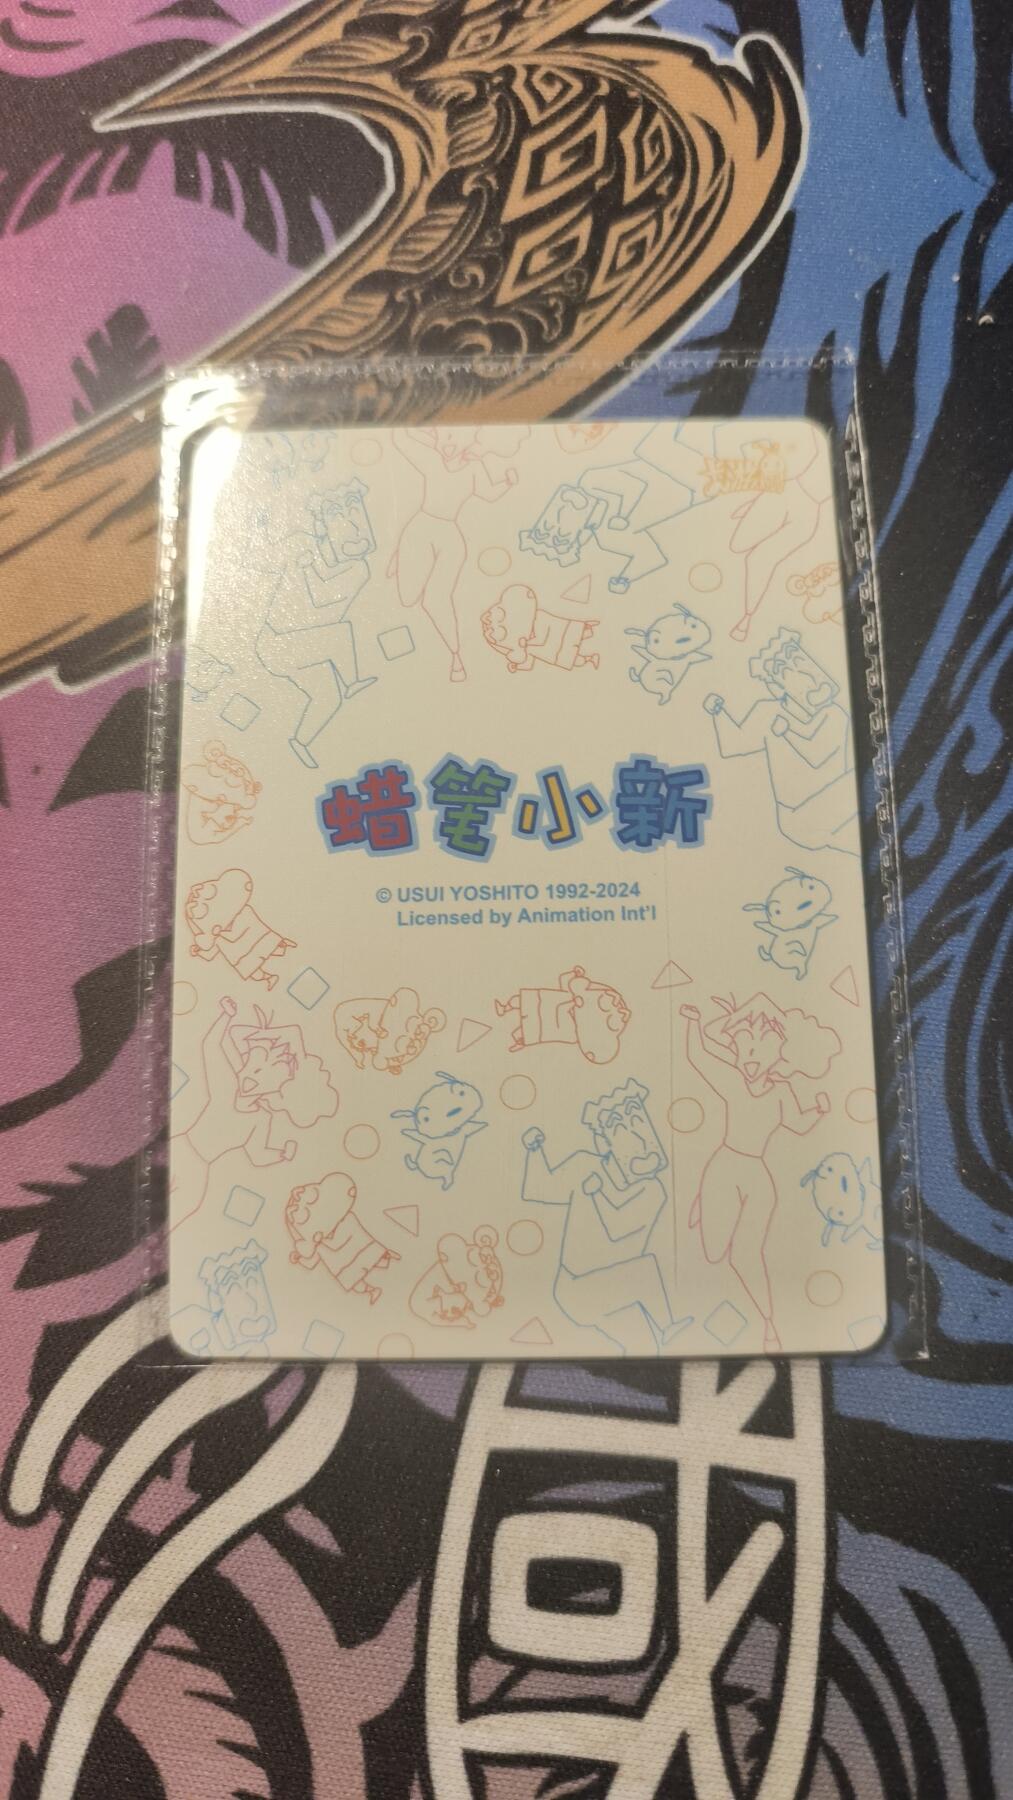 蜡笔小新
© USUI YOSHITO 1992-2024
Licensed by Animation Int'l